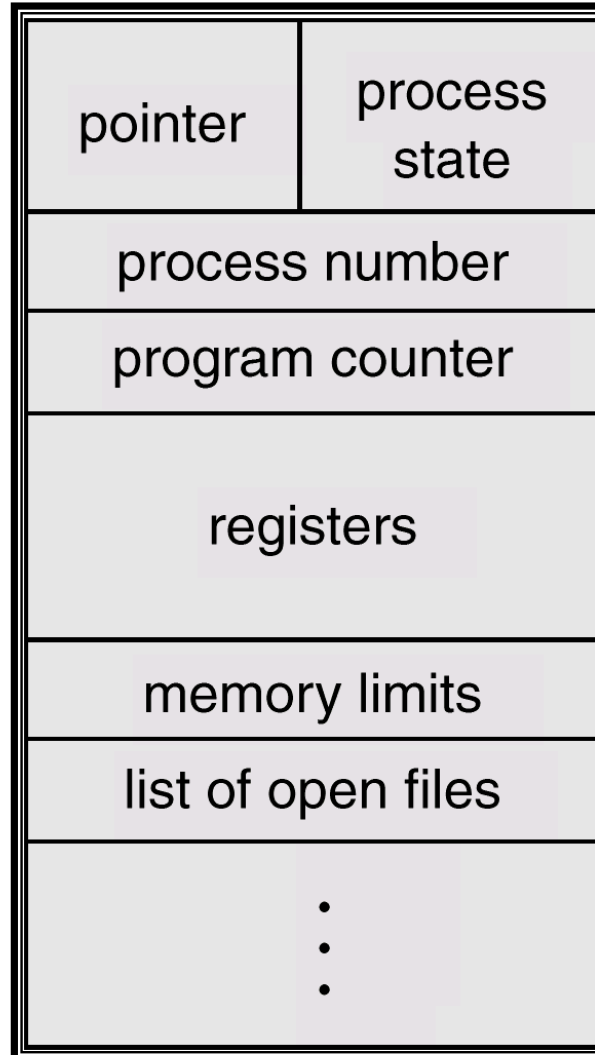 pointer
process
state
process number
program counter
registers
memory limits
list of open files
.
.
.